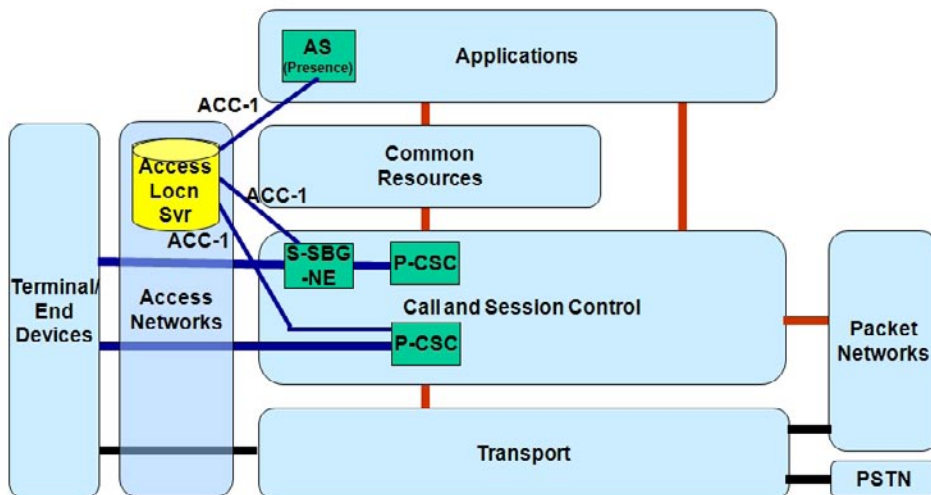 AS
(Presence)
Applications
ACC-1
Access
Locn
Svr
Common
Resources
ACC-1
ACC-1
S-SBG
-NE
P-CSC
Terminal/
End
Devices
Access
Networks
Call and Session Control
P-CSC
Packet
Networks
Transport
PSTN